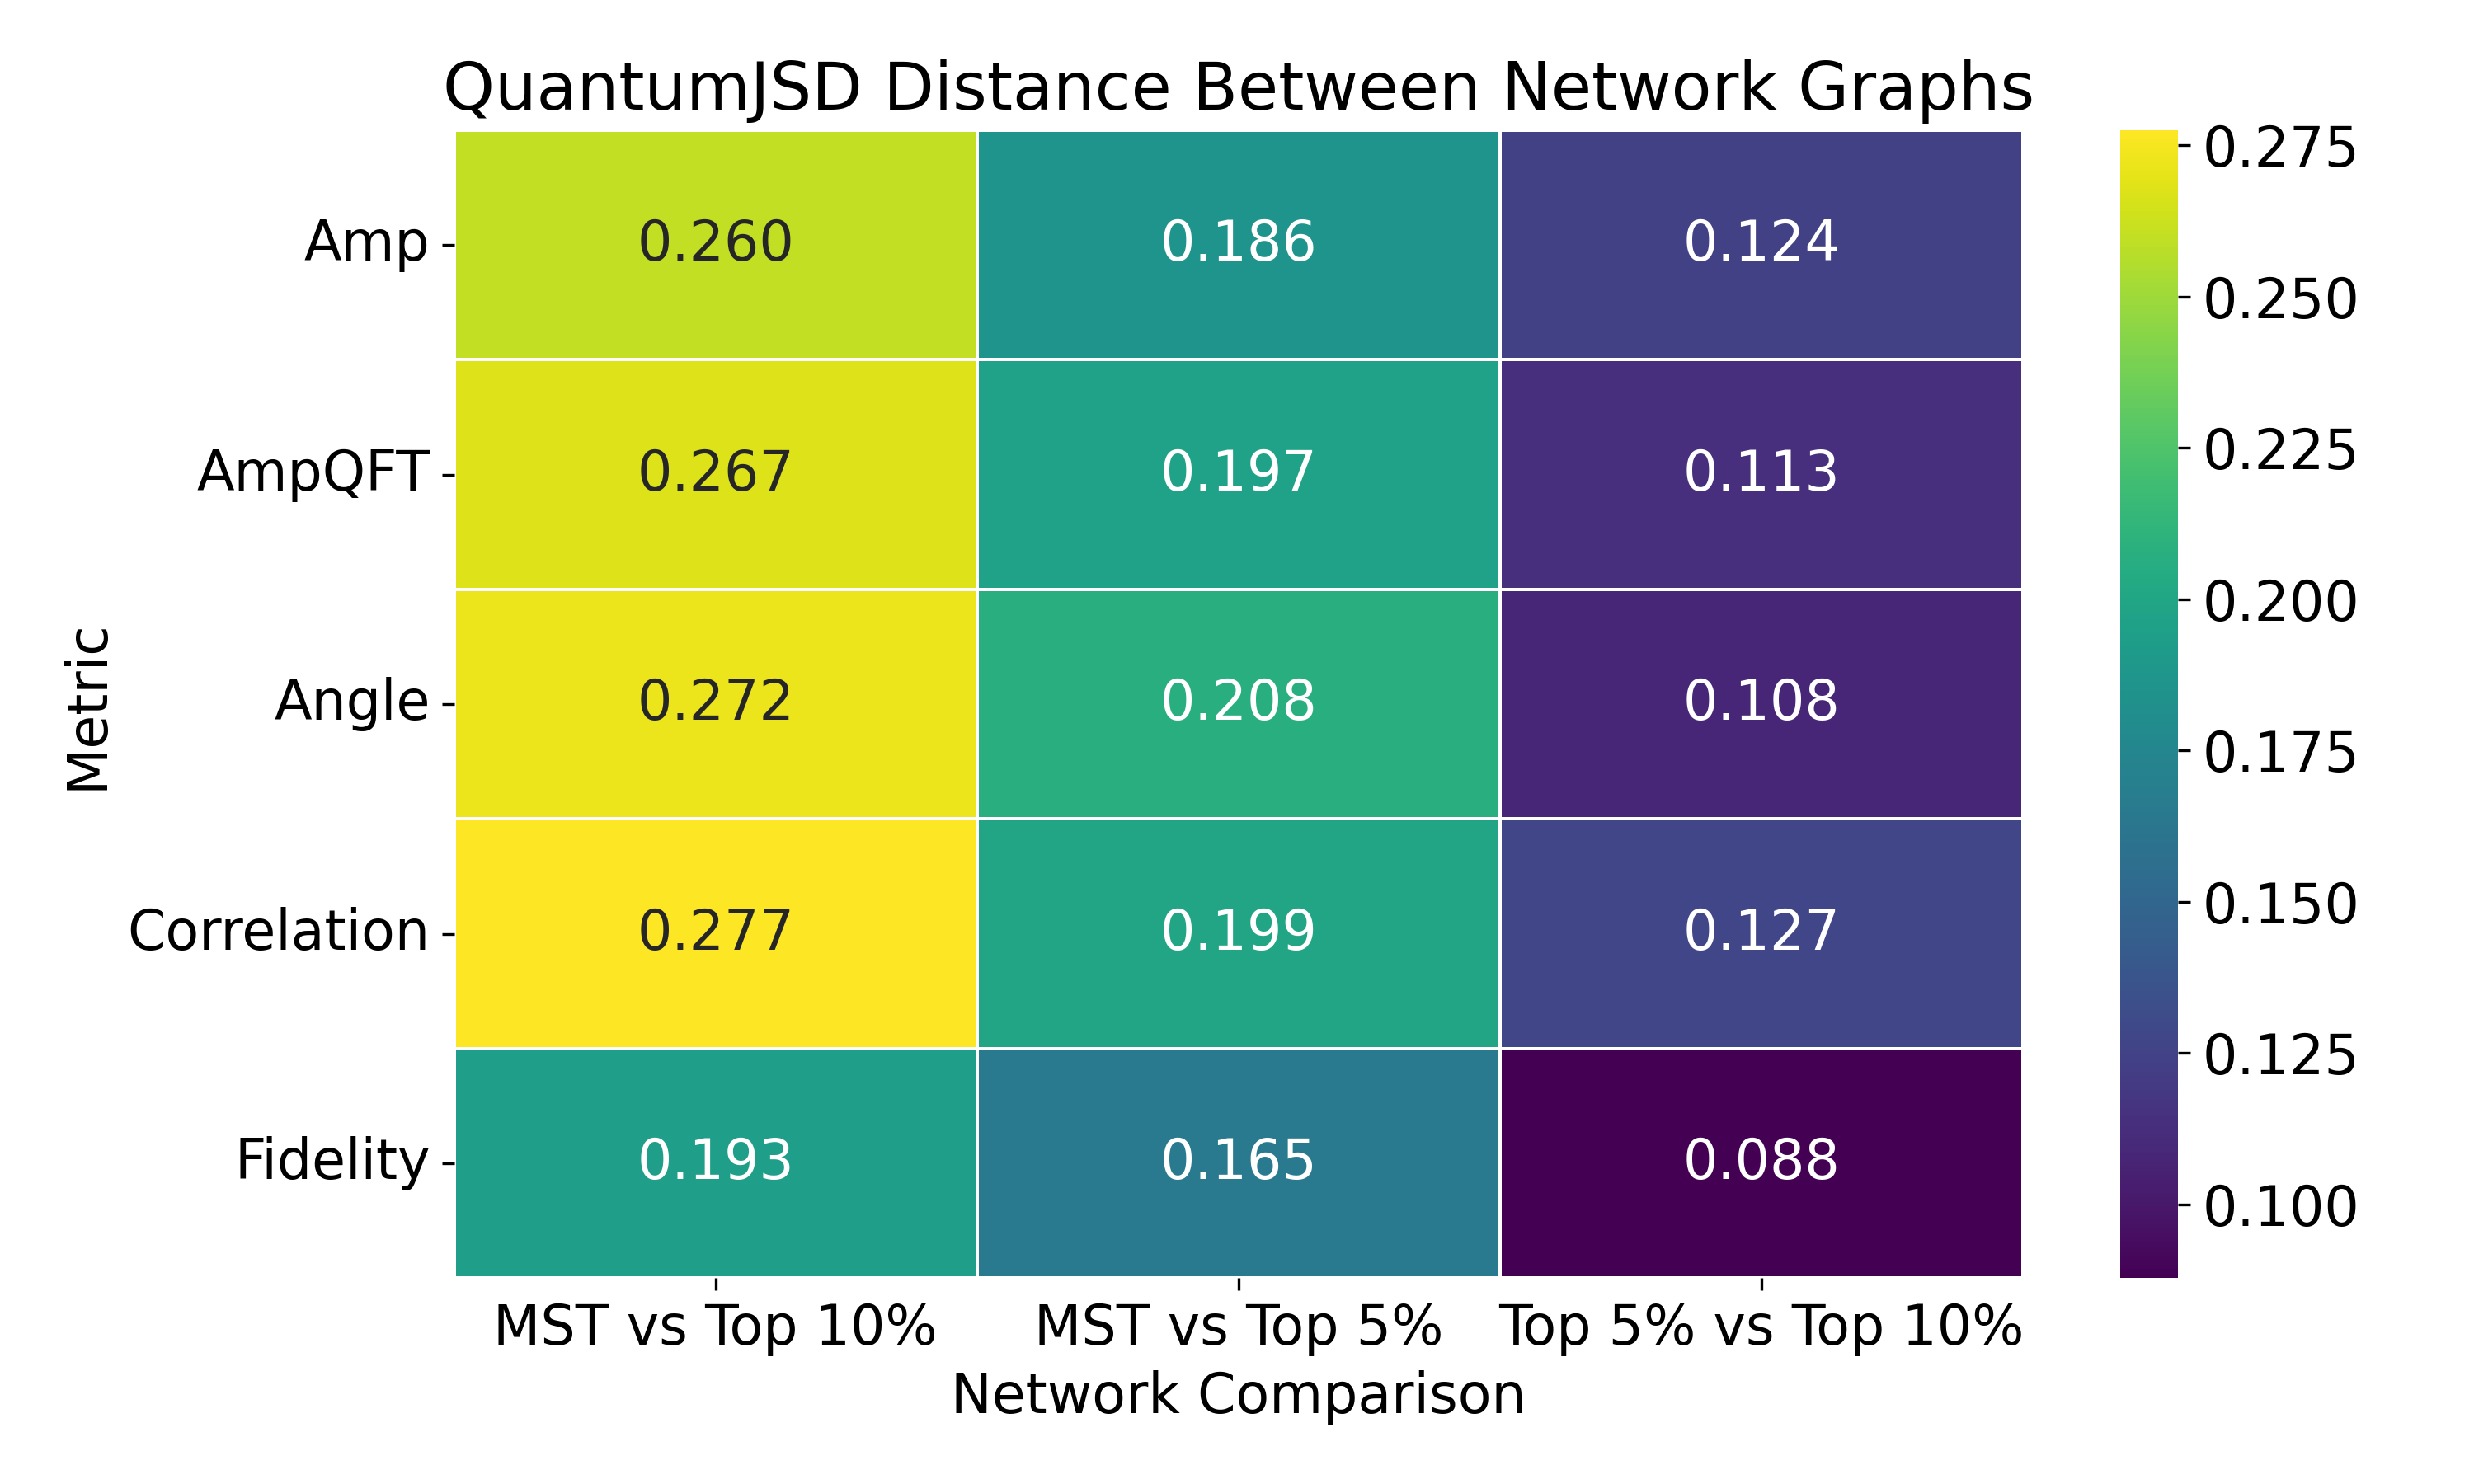 QuantumJSD Distance Between Network Graphs
Metric
Amp 0.260 0.186 0.124
AmpQFT 0.267 0.197 0.113
Angle 0.272 0.208 0.108
Correlation 0.277 0.199 0.127
Fidelity 0.193 0.165 0.088
MST vs Top 10% MST vs Top 5% Top 5% vs Top 10%
Network Comparison
0.275
0.250
0.225
0.200
0.175
0.150
0.125
0.100